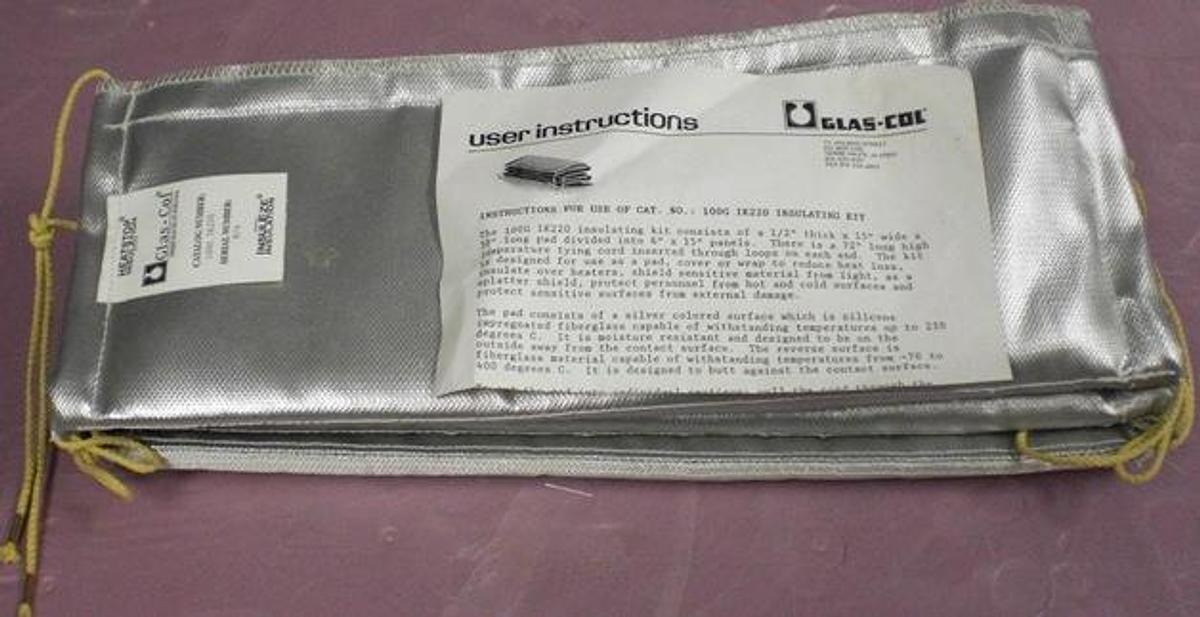 user instructions
GLAS-COL
INSTRUCTIONS FOR USE OF CAT. NO.: 100G IK220 INSULATING KIT
The 100G IK220 insulating kit consists of a 1/2" thick x 15" wide x
long pad divided into 6" x 15" panels. There is a 72" long high
temperature tying cord inserted through loops on each end. The kit
is designed for use as a pad, cover or wrap to reduce heat loss,
insulate over heaters, shield sensitive material from light, as a
splatter shield, protect personnel from hot and cold surfaces and
protect sensitive surfaces from external damage.
The pad consists of a silver colored surface which is silicone
impregnated fiberglass capable of withstanding temperatures up to
degrees C. It is moisture resistant and designed to be on the
outside away from the contact surface. The reverse surface is
fiberglass material capable of withstanding temperatures from -70 to
400 degrees C. It is designed to butt against the contact surface.
HEATSTOP
Glas-Col
CATALOG NUMBER:
SERIAL NUMBER:
INSUL-EZE
INSULATION